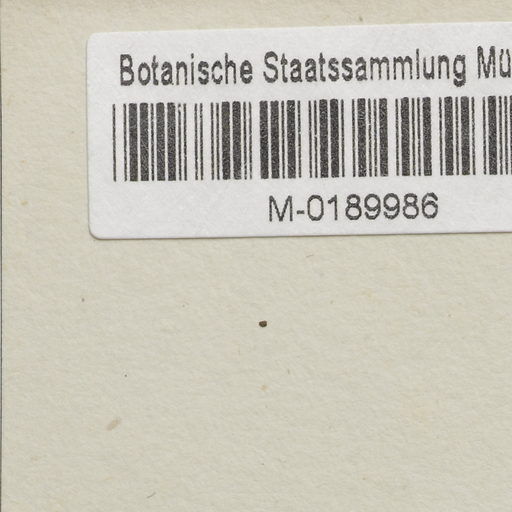 Botanische Staatssammlung Mü
M-0189986